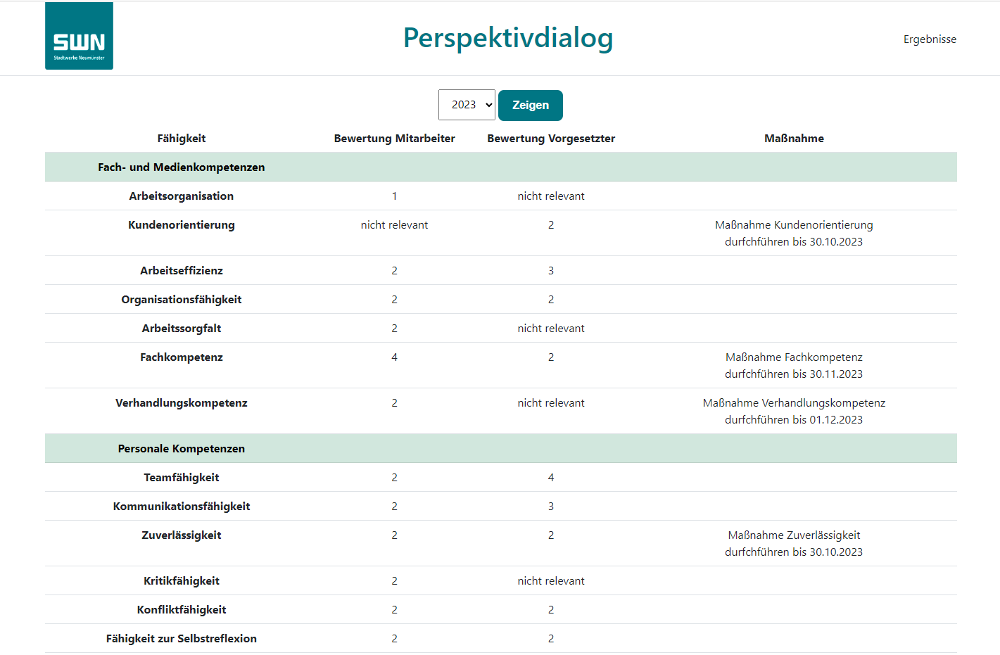 SWN
Stadtwerke Neumünster
Perspektivdialog
Ergebnisse
2023 Zeigen
Fähigkeit Bewertung Mitarbeiter Bewertung Vorgesetzter Maßnahme
Fach- und Medienkompetenzen
Arbeitsorganisation 1 nicht relevant
Kundenorientierung nicht relevant 2 Maßnahme Kundenorientierung
durfchführen bis 30.10.2023
Arbeitseffizienz 2 3
Organisationsfähigkeit 2 2
Arbeitssorgfalt 2 nicht relevant
Fachkompetenz 4 2 Maßnahme Fachkompetenz
durfchführen bis 30.11.2023
Verhandlungskompetenz 2 nicht relevant Maßnahme Verhandlungskompetenz
durfchführen bis 01.12.2023
Personale Kompetenzen
Teamfähigkeit 2 4
Kommunikationsfähigkeit 2 3
Zuverlässigkeit 2 2 Maßnahme Zuverlässigkeit
durfchführen bis 30.10.2023
Kritikfähigkeit 2 nicht relevant
Konfliktfähigkeit 2 2
Fähigkeit zur Selbstreflexion 2 2